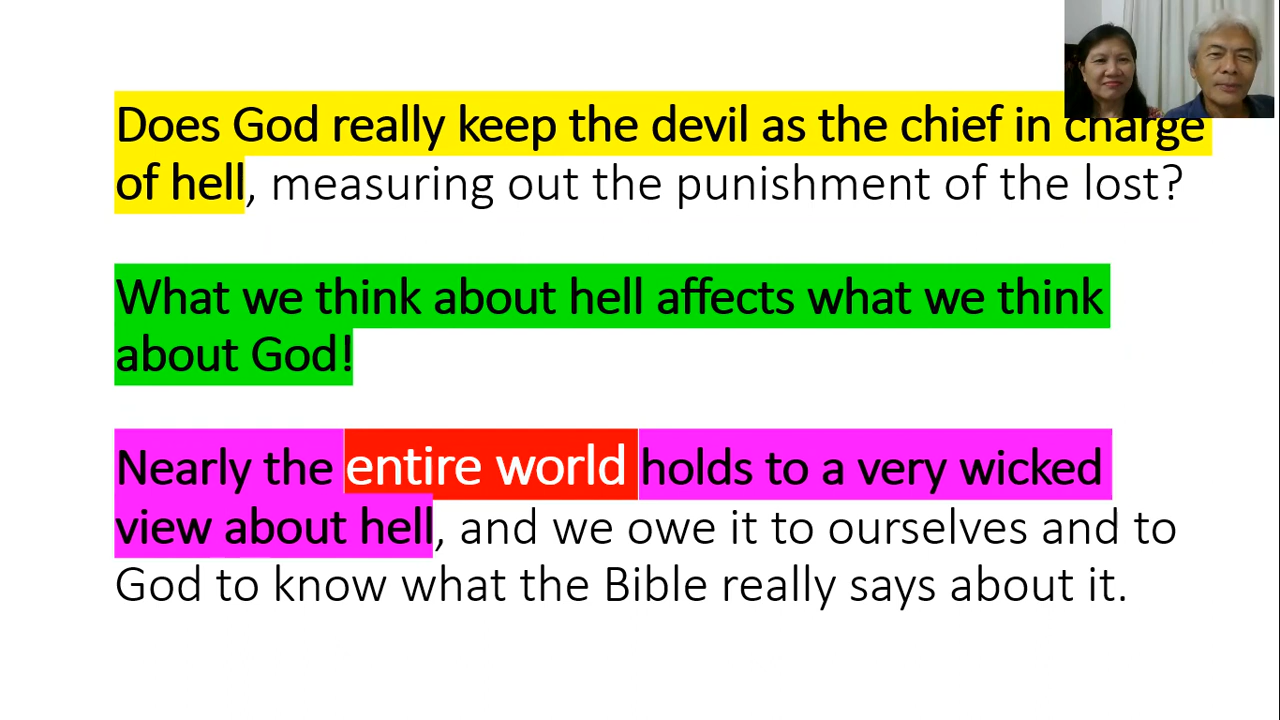 Does God really keep the devil as the chief in charge
of hell, measuring out the punishment of the lost?
What we think about hell affects what we think
about God!
Nearly the entire world holds to a very wicked
view about hell, and we owe it to ourselves and to
God to know what the Bible really says about it.